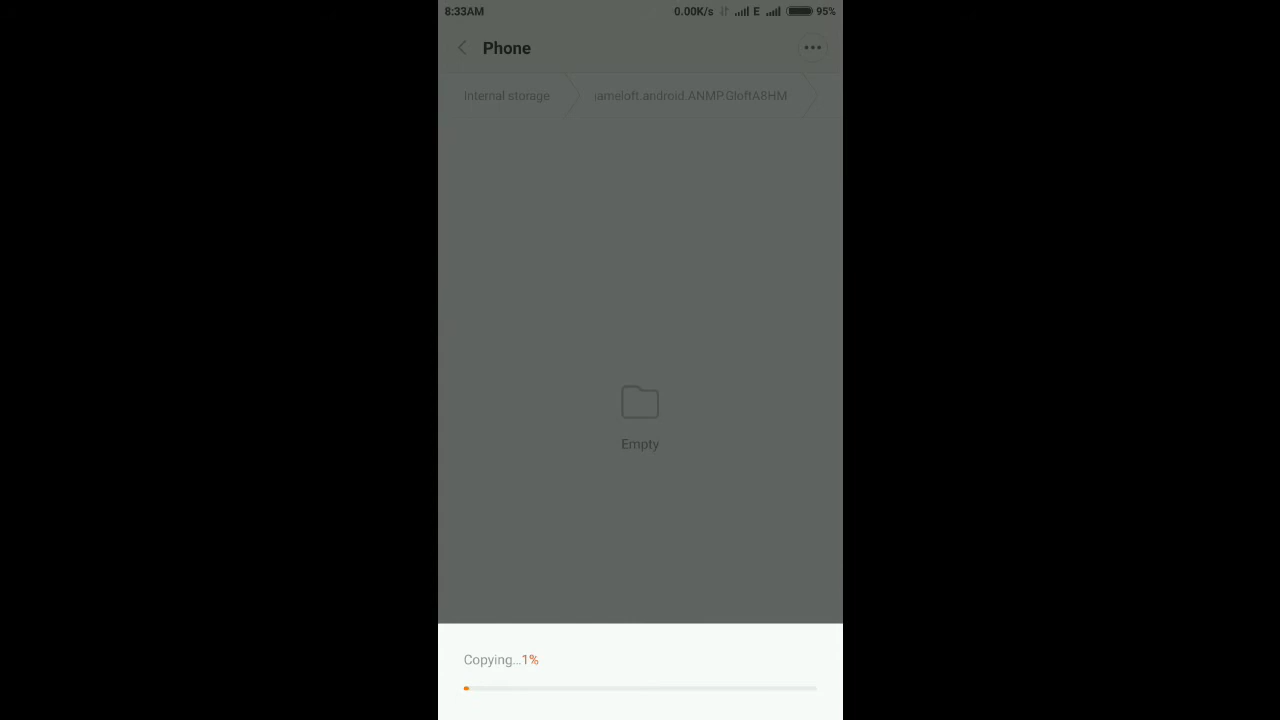 8:33AM 0.00K/s E 95%
Phone
Internal storage ameloft.android.ANMP.GloftA8HM
Empty
Copying...1%